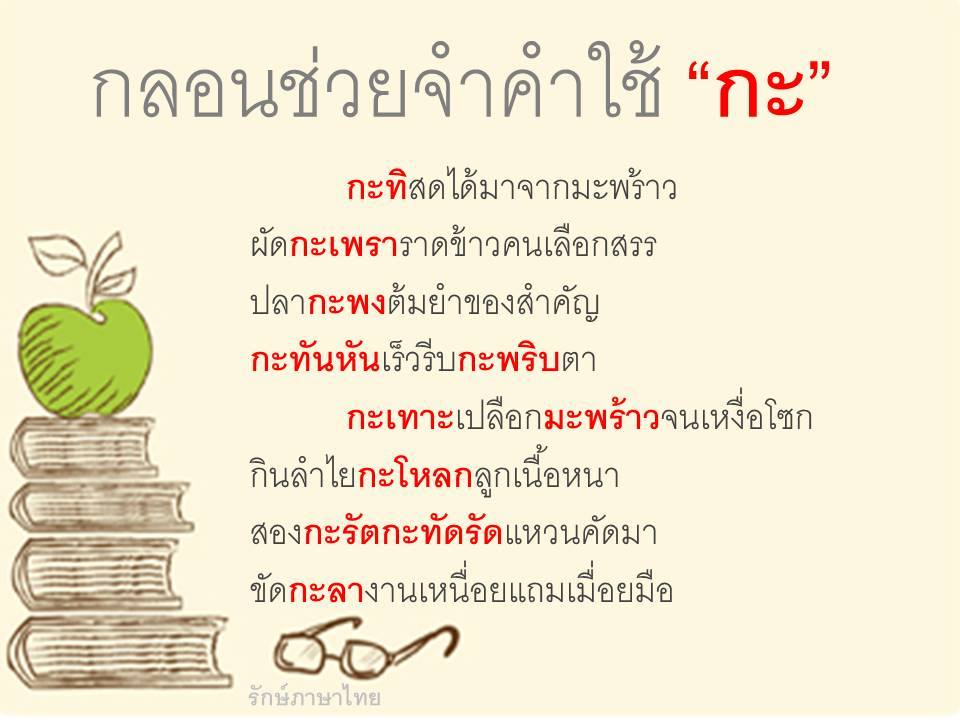 กลอนช่วยจำคำใช้ “กะ”
กะทิสดได้มาจากมะพร้าว
ผัดกะเพราราดข้าวคนเลือกสรร
ปลากะพงต้มยำของสำคัญ
กะทันหันเร็วรีบกะพริบตา
กะเทาะเปลือกมะพร้าวจนเหงื่อโซก
กินลำไยกะโหลกลูกเนื้อหนา
สองกะรัตกะทัดรัดแหวนคัดมา
ขัดกะลางานเหนื่อยแถมเมื่อยมือ
รักษ์ภาษาไทย